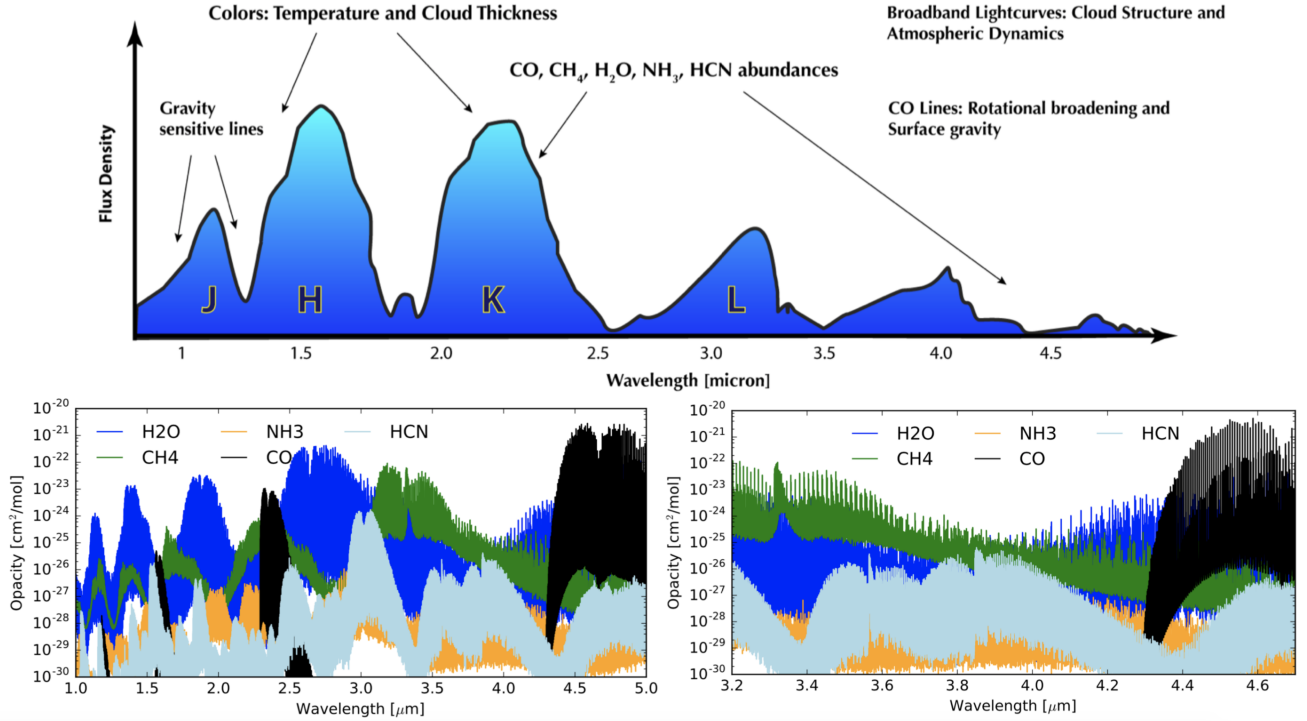 Colors: Temperature and Cloud Thickness
Broadband Lightcurves: Cloud Structure and
Atmospheric Dynamics
CO, CH₄, H₂O, NH₃, HCN abundances
Gravity
sensitive lines
CO Lines: Rotational broadening and
Surface gravity
Flux Density
J
H
K
L
1
1.5
2.0
2.5
3.0
3.5
4.0
4.5
Wavelength [micron]
10⁻²⁰
10⁻²¹
10⁻²²
10⁻²³
10⁻²⁴
10⁻²⁵
10⁻²⁶
10⁻²⁷
10⁻²⁸
10⁻²⁹
10⁻³⁰
Opacity [cm²/mol]
H2O
NH3
HCN
CH4
CO
1.0
1.5
2.0
2.5
3.0
3.5
4.0
4.5
5.0
Wavelength [μm]
10⁻²⁰
10⁻²¹
10⁻²²
10⁻²³
10⁻²⁴
10⁻²⁵
10⁻²⁶
10⁻²⁷
10⁻²⁸
10⁻²⁹
10⁻³⁰
Opacity [cm²/mol]
H2O
NH3
HCN
CH4
CO
3.2
3.4
3.6
3.8
4.0
4.2
4.4
4.6
Wavelength [μm]